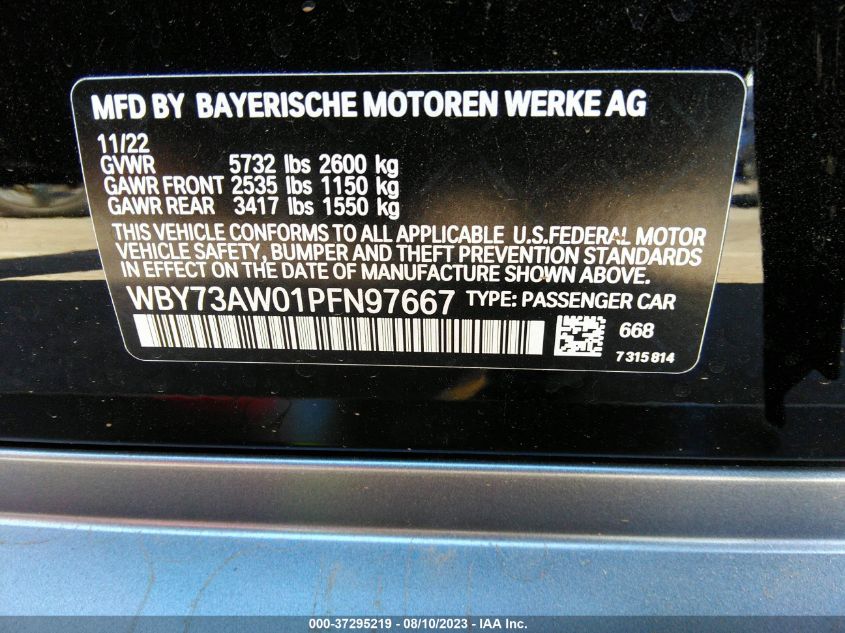 MFD BY BAYERISCHE MOTOREN WERKE AG
11/22
GVWR 5732 lbs 2600 kg
GAWR FRONT 2535 lbs 1150 kg
GAWR REAR 3417 lbs 1550 kg
THIS VEHICLE CONFORMS TO ALL APPLICABLE U.S.FEDERAL MOTOR
VEHICLE SAFETY, BUMPER AND THEFT PREVENTION STANDARDS
IN EFFECT ON THE DATE OF MANUFACTURE SHOWN ABOVE.
WBY73AW01PFN97667 TYPE: PASSENGER CAR
668
7 315 814
000-37295219 - 08/10/2023 - IAA Inc.